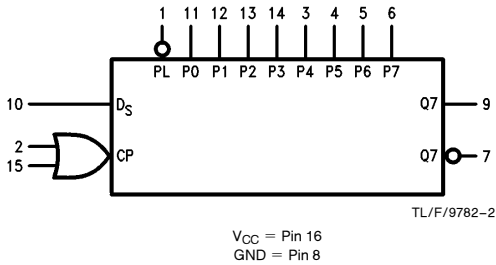 1 11 12 13 14 3 4 5 6
PL P0 P1 P2 P3 P4 P5 P6 P7
10 DS Q7 9
2 CP Q7 7
15
TL/F/9782-2
VCC = Pin 16
GND = Pin 8